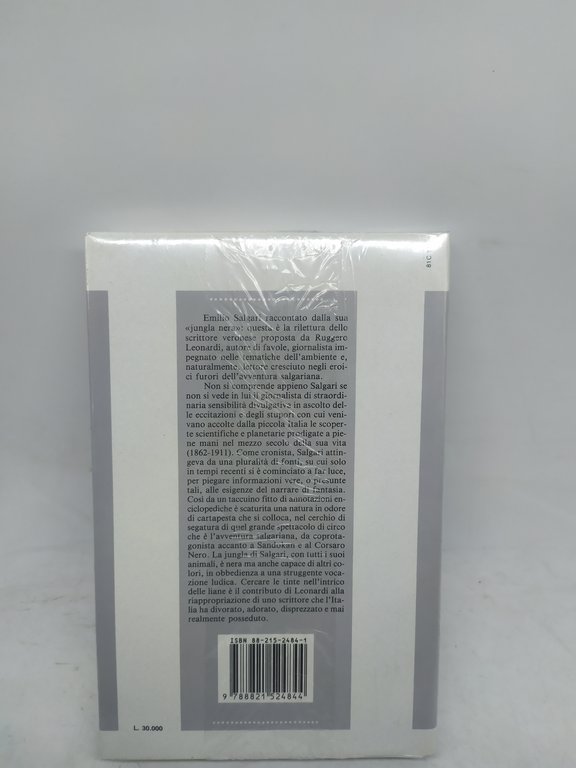 81C
Emilio Salgari raccontato dalla sua
«jungla nera»: questa è la rilettura dello
scrittore veronese proposta da Ruggero
Leonardi, autore di favole, giornalista im-
pegnato nelle tematiche dell'ambiente e,
naturalmente, lettore cresciuto negli eroi-
ci furori dell'avventura salgariana.
Non si comprende appieno Salgari se
non si vede in lui il giornalista di straordi-
naria sensibilità divulgativa in ascolto del-
le eccitazioni e degli stupori con cui veni-
vano accolte dalla piccola Italia le scoper-
te scientifiche e planetarie prodigate a pie-
ne mani nel mezzo secolo della sua vita
(1862-1911). Come cronista, Salgari attin-
geva da una pluralità di fonti, su cui solo
in tempi recenti si è cominciato a far luce,
per piegare informazioni vere, o presunte
tali, alle esigenze del narrare di fantasia.
Così da un taccuino fitto di annotazioni en-
ciclopediche è scaturita una natura in odore
di cartapesta che si colloca, nel cerchio di
segatura di quel grande spettacolo di circo
che è l'avventura salgariana, da coprota-
gonista accanto a Sandokan e al Corsaro
Nero. La jungla di Salgari, con tutti i suoi
animali, è nera ma anche capace di altri co-
lori, in obbedienza a una struggente voca-
zione ludica. Cercare le tinte nell'intrico
delle liane è il contributo di Leonardi alla
riappropriazione di uno scrittore che l'Ita-
lia ha divorato, adorato, disprezzato e mai
realmente posseduto.
ISBN 88-215-2484-1
9 788821 524844
L. 30.000